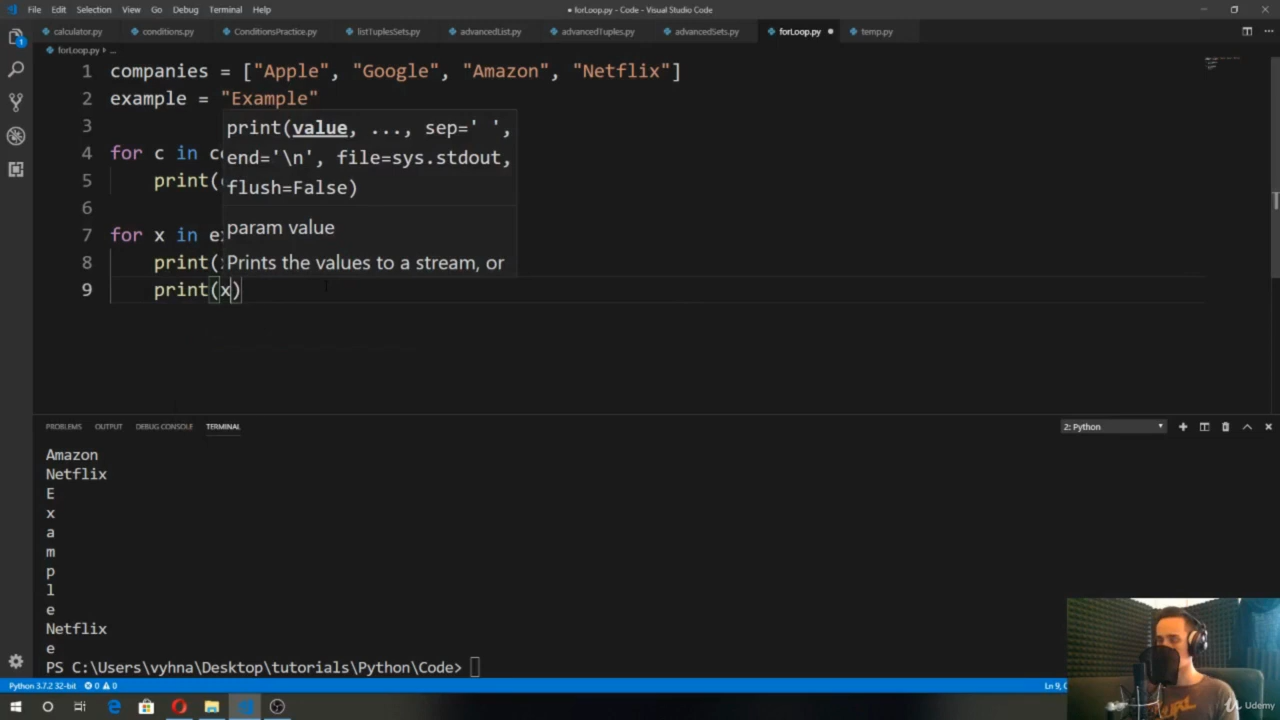 File Edit Selection View Go Debug Terminal Help
● forLoop.py - Code - Visual Studio Code
calculator.py conditions.py ConditionsPractice.py listTuplesSets.py advancedList.py advancedTuples.py advancedSets.py forLoop.py ● temp.py
forLoop.py › ...
1 companies = ["Apple", "Google", "Amazon", "Netflix"]
2 example = "Example"
3
print(value, ..., sep=' ',
4 for c in co
end='\n', file=sys.stdout,
5 print(
flush=False)
6
param value
7 for x in ex
8 print(
Prints the values to a stream, or
9 print(x)
PROBLEMS OUTPUT DEBUG CONSOLE TERMINAL
2: Python
Amazon
Netflix
E
x
a
m
p
l
e
Netflix
e
PS C:\Users\vyhna\Desktop\tutorials\Python\Code>
Python 3.7.2 32-bit 0 0
Ln 9,
Udemy